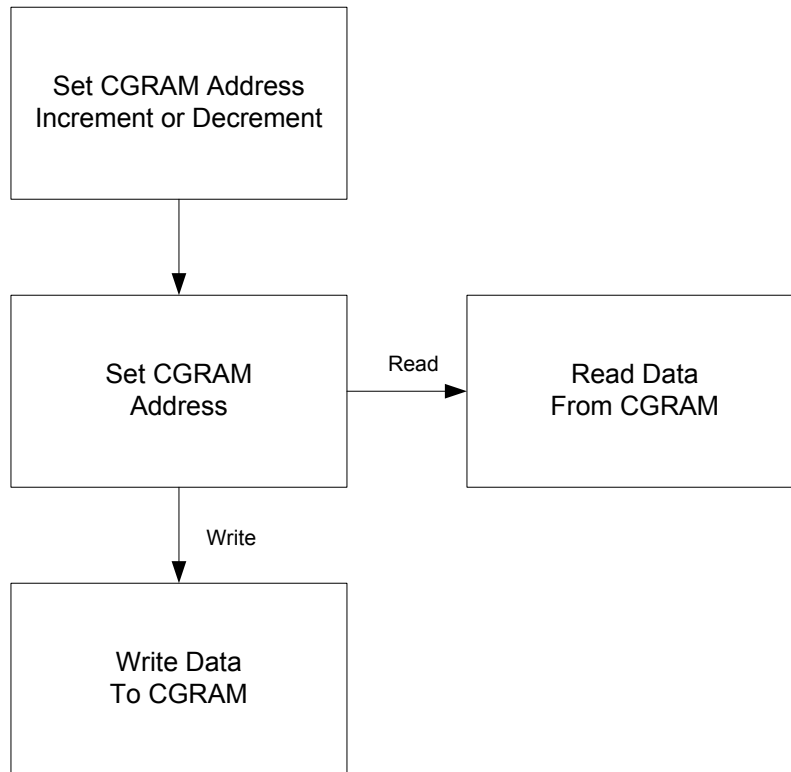 Set CGRAM Address
Increment or Decrement
Set CGRAM
Address
Read
Read Data
From CGRAM
Write
Write Data
To CGRAM